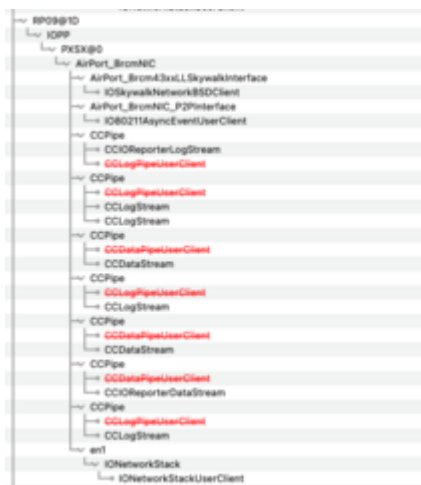 RP09@1D
IOPP
PXSX@0
AirPort_BrcmNIC
AirPort_Brcm43xxLLSkywalkInterface
IOSkywalkNetworkBSDClient
AirPort_BrcmNIC_P2PInterface
IO80211AsyncEventUserClient
CCPipe
CCIOReporterLogStream
CCLogPipeUserClient
CCPipe
CCLogPipeUserClient
CCLogStream
CCLogStream
CCPipe
CCDataPipeUserClient
CCDataStream
CCPipe
CCLogPipeUserClient
CCLogStream
CCPipe
CCDataPipeUserClient
CCDataStream
CCPipe
CCDataPipeUserClient
CCIOReporterDataStream
CCPipe
CCLogPipeUserClient
CCLogStream
en1
IONetworkStack
IONetworkStackUserClient